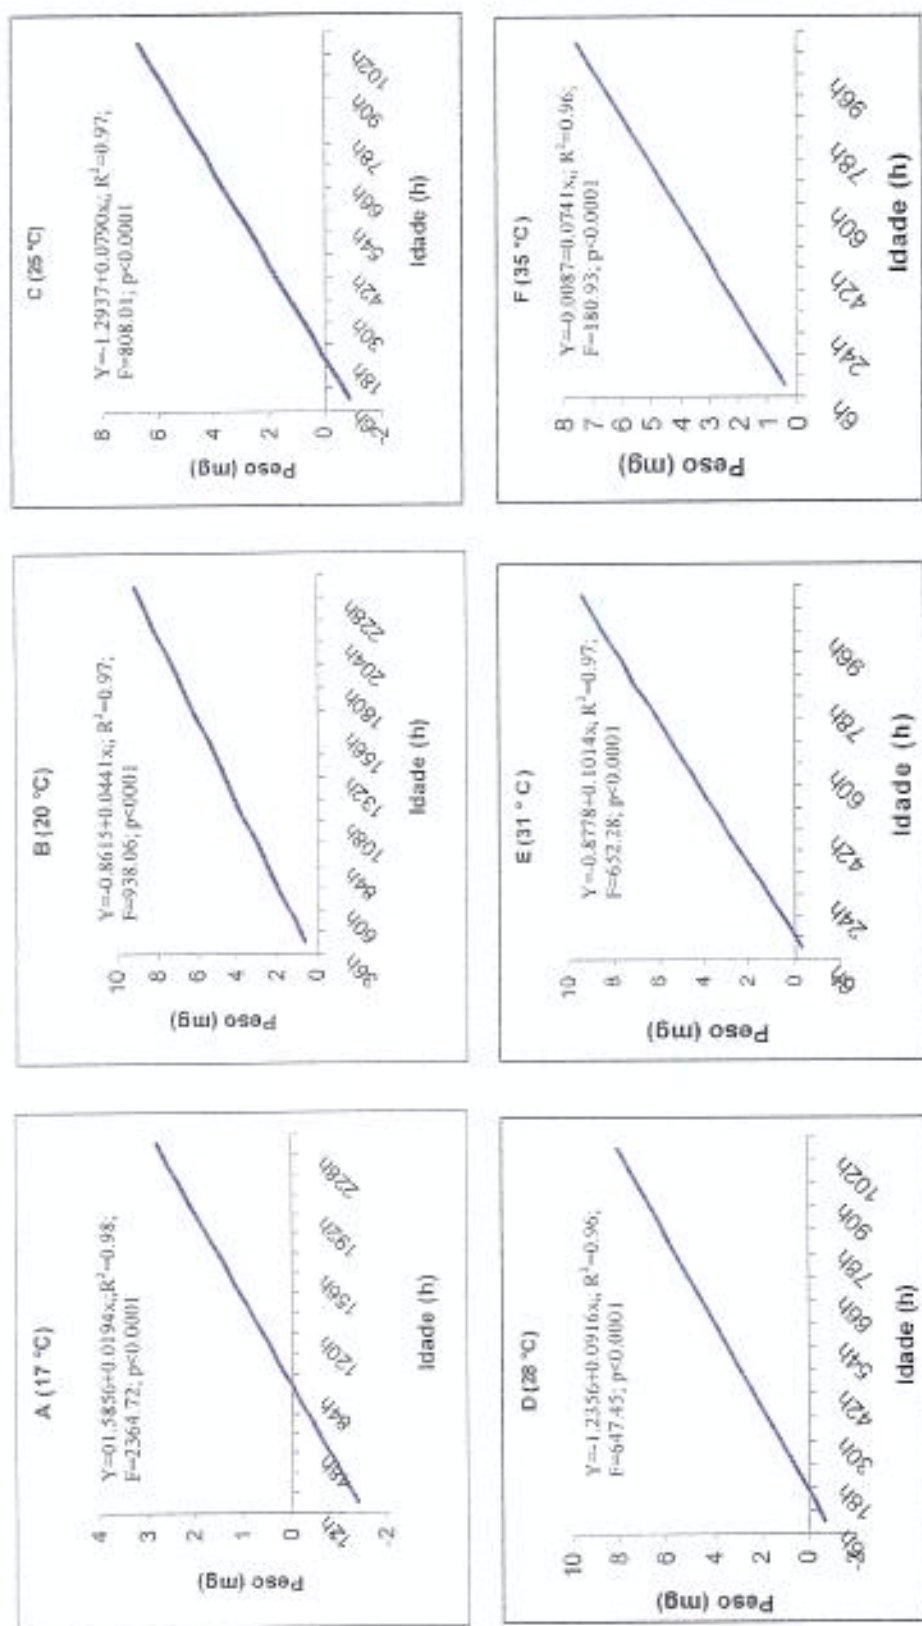 A (17 °C)
Y=01.5856+0.0194x;,R²=0.98;
F=2364.72; p<0.0001
Peso (mg)
4
3
2
1
0
-2
12h
48h
84h
120h
156h
192h
228h
Idade (h)
B (20 °C)
Y=-0.8615+0.0441x;; R²=0.97;
F=938.06; p<0001
Peso (mg)
10
8
6
4
2
0
36h
60h
84h
108h
132h
156h
180h
204h
228h
Idade (h)
C (25 °C)
Y=-1.2937+0.0790x;; R²=0.97;
F=808.01; p<0.0001
Peso (mg)
8
6
4
2
0
6h
18h
30h
42h
54h
66h
78h
90h
102h
Idade (h)
D (28 °C)
Y=-1.2356+0.0916x;, R²=0.96;
F=647.45; p<0.0001
Peso (mg)
10
8
6
4
2
0
18h
30h
42h
54h
66h
78h
90h
102h
Idade (h)
E (31 ° C)
Y=-0.8778+0.1014x; R²=0.97;
F=652.28; p<0.0001
Peso (mg)
10
8
6
4
2
0
6h
24h
42h
60h
78h
96h
Idade (h)
F (35 °C)
Y=-0.0087=0.0741x;; R²=0.96;
F=180.93; p<0.0001
Peso (mg)
8
7
6
5
4
3
2
1
0
6h
24h
42h
60h
78h
96h
Idade (h)